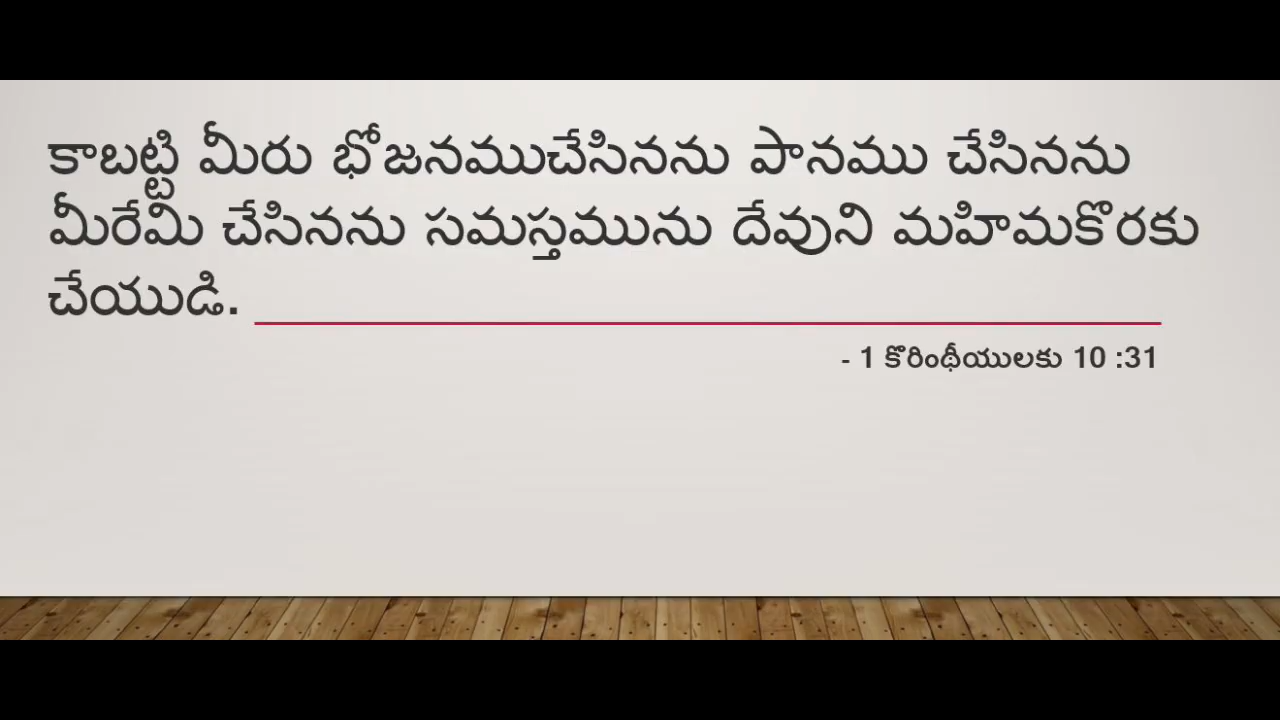 కాబట్టి మీరు భోజనముచేసినను పానము చేసినను
మీరేమి చేసినను సమస్తమును దేవుని మహిమకొరకు
చేయుడి.
- 1 కొరింథీయులకు 10 :31